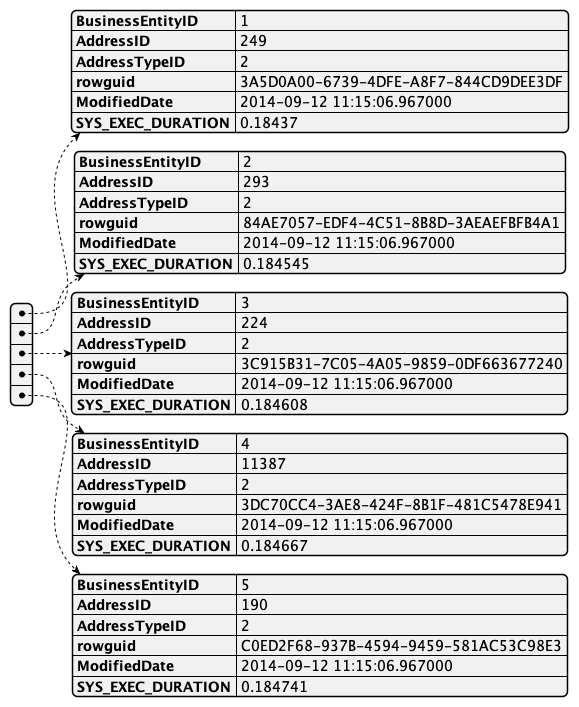 BusinessEntityID 1
AddressID 249
AddressTypeID 2
rowguid 3A5D0A00-6739-4DFE-A8F7-844CD9DEE3DF
ModifiedDate 2014-09-12 11:15:06.967000
SYS_EXEC_DURATION 0.18437
BusinessEntityID 2
AddressID 293
AddressTypeID 2
rowguid 84AE7057-EDF4-4C51-8B8D-3AEAEFBFB4A1
ModifiedDate 2014-09-12 11:15:06.967000
SYS_EXEC_DURATION 0.184545
BusinessEntityID 3
AddressID 224
AddressTypeID 2
rowguid 3C915B31-7C05-4A05-9859-0DF663677240
ModifiedDate 2014-09-12 11:15:06.967000
SYS_EXEC_DURATION 0.184608
BusinessEntityID 4
AddressID 11387
AddressTypeID 2
rowguid 3DC70CC4-3AE8-424F-8B1F-481C5478E941
ModifiedDate 2014-09-12 11:15:06.967000
SYS_EXEC_DURATION 0.184667
BusinessEntityID 5
AddressID 190
AddressTypeID 2
rowguid C0ED2F68-937B-4594-9459-581AC53C98E3
ModifiedDate 2014-09-12 11:15:06.967000
SYS_EXEC_DURATION 0.184741